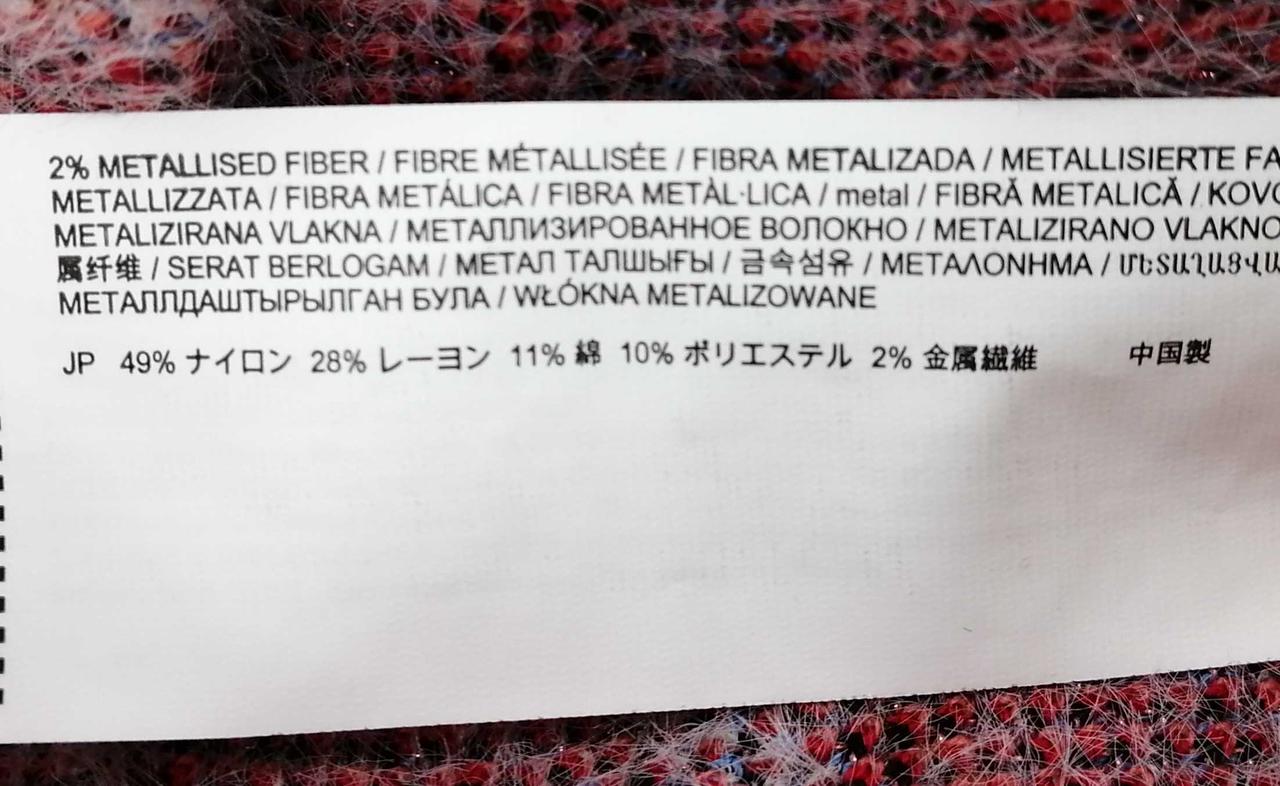 2% METALLISED FIBER / FIBRE MÉTALLISÉE / FIBRA METALIZADA / METALLISIERTE
METALLIZZATA / FIBRA METÁLICA / FIBRA METÀL·LICA / metal / FIBRĂ METALICĂ /
METALIZIRANA VLAKNA / МЕТАЛЛИЗИРОВАННОЕ ВОЛОКНО / METALIZIRANO VLAKNO
属纤维 / SERAT BERLOGAM / МЕТАЛ ТАЛШЫҒЫ / 금속섬유 / ΜΕΤΑΛΟΝΗΜΑ /
МЕТАЛЛДАШТЫРЫЛГАН БУЛА / WŁÓKNA METALIZOWANE
JP 49% ナイロン 28% レーヨン 11% 綿 10% ポリエステル 2% 金属繊維 中国製